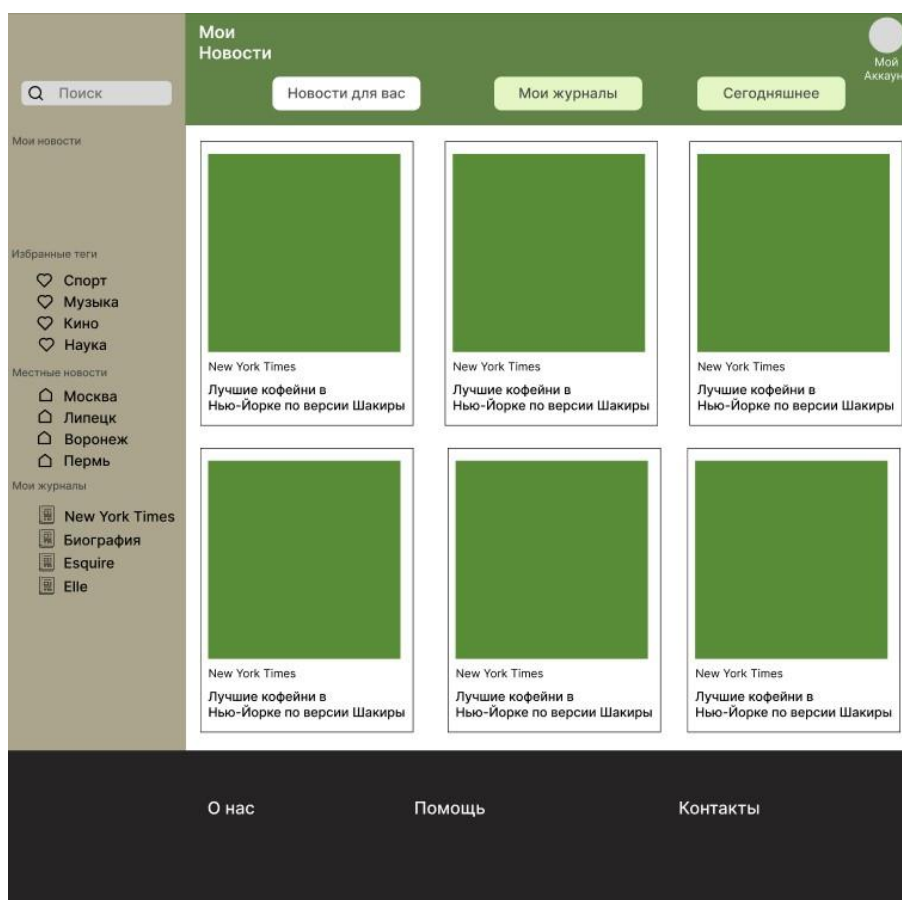 Мои
Новости
Мой
Поиск
Новости для вас
Мои журналы
Сегодняшнее
Мои новости
Избранные теги
Спорт
Музыка
Кино
Наука
Местные новости
Москва
Липецк
Воронеж
Пермь
Мои журналы
New York Times
Биография
Esquire
Elle
New York Times
Лучшие кофейни в
Нью-Йорке по версии Шакиры
New York Times
Лучшие кофейни в
Нью-Йорке по версии Шакиры
New York Times
Лучшие кофейни в
Нью-Йорке по версии Шакиры
New York Times
Лучшие кофейни в
Нью-Йорке по версии Шакиры
New York Times
Лучшие кофейни в
Нью-Йорке по версии Шакиры
New York Times
Лучшие кофейни в
Нью-Йорке по версии Шакиры
О нас
Помощь
Контакты